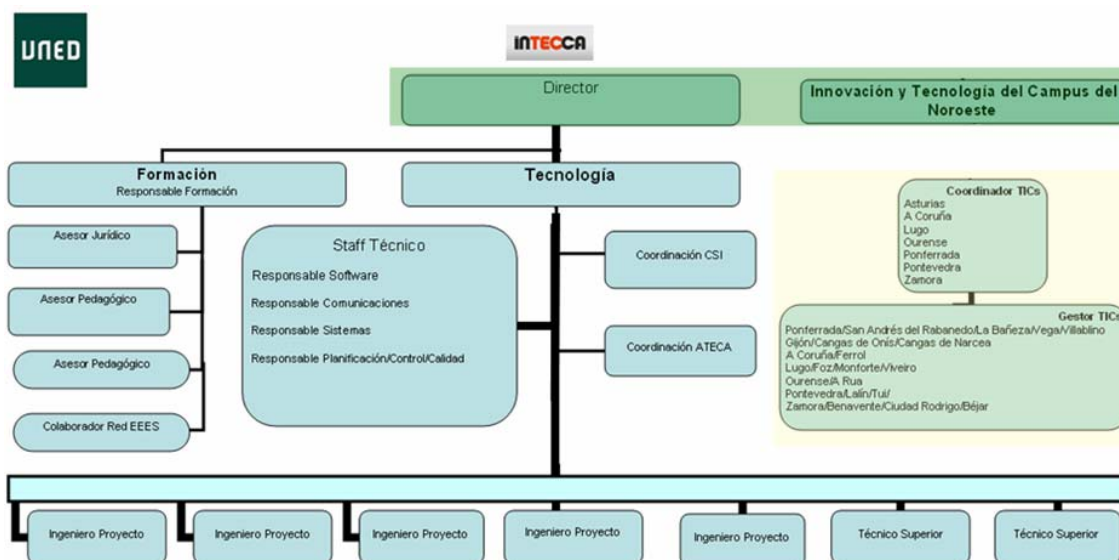 UNED
INTECCA
Director
Innovación y Tecnología del Campus del
Noroeste
Formación
Responsable Formación
Tecnología
Asesor Jurídico
Asesor Pedagógico
Asesor Pedagógico
Colaborador Red EEES
Staff Técnico
Responsable Software
Responsable Comunicaciones
Responsable Sistemas
Responsable Planificación/Control/Calidad
Coordinación CSI
Coordinación ATECA
Coordinador TICs
Asturias
A Coruña
Lugo
Ourense
Ponferrada
Pontevedra
Zamora
Gestor TICs
Ponferrada/San Andrés del Rabanedo/La Bañeza/Vega/Villablino
Gijón/Cangas de Onís/Cangas de Narcea
A Coruña/Ferrol
Lugo/Foz/Monforte/Viveiro
Ourense/A Rua
Pontevedra/Lalín/Tui/
Zamora/Benavente/Ciudad Rodrigo/Béjar
Ingeniero Proyecto
Ingeniero Proyecto
Ingeniero Proyecto
Ingeniero Proyecto
Ingeniero Proyecto
Técnico Superior
Técnico Superior